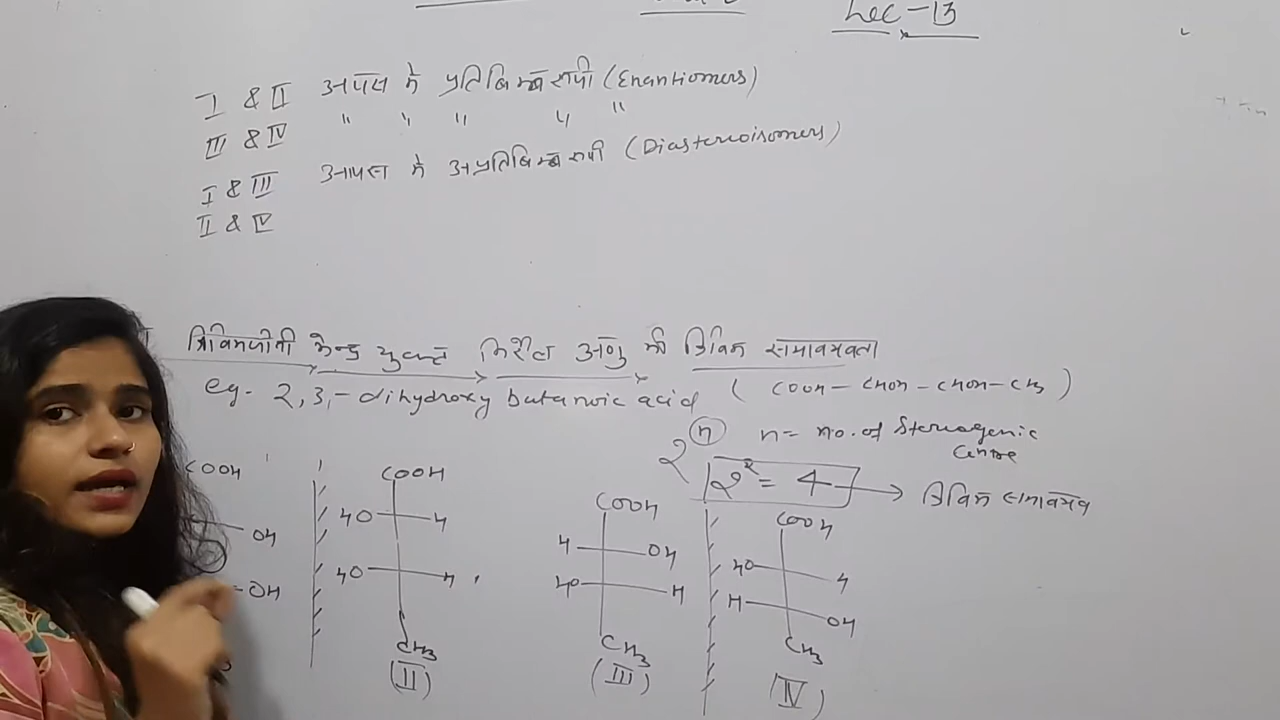 Lec-13
I & II आपस मे प्रतिबिम्ब रूपी (Enantiomers)
III & IV " " " " "
I & III आपस मे अप्रतिबिम्ब रूपी (Diastereoisomers)
II & IV
त्रिविमजीनी केन्द्र युक्त किरैल अणु की त्रिविम समावयवता
eg. 2,3,-dihydroxy butanoic acid ( COOH - CHOH - CHOH - CH3 )
2^n n = no. of Stereogenic
Centre
2^2 = 4 → त्रिविम समावयव
COOH
OH
OH
3
COOH
HO H
HO H
CH3
(II)
COOH
H OH
HO H
CH3
(III)
COOH
HO H
H OH
CH3
(IV)